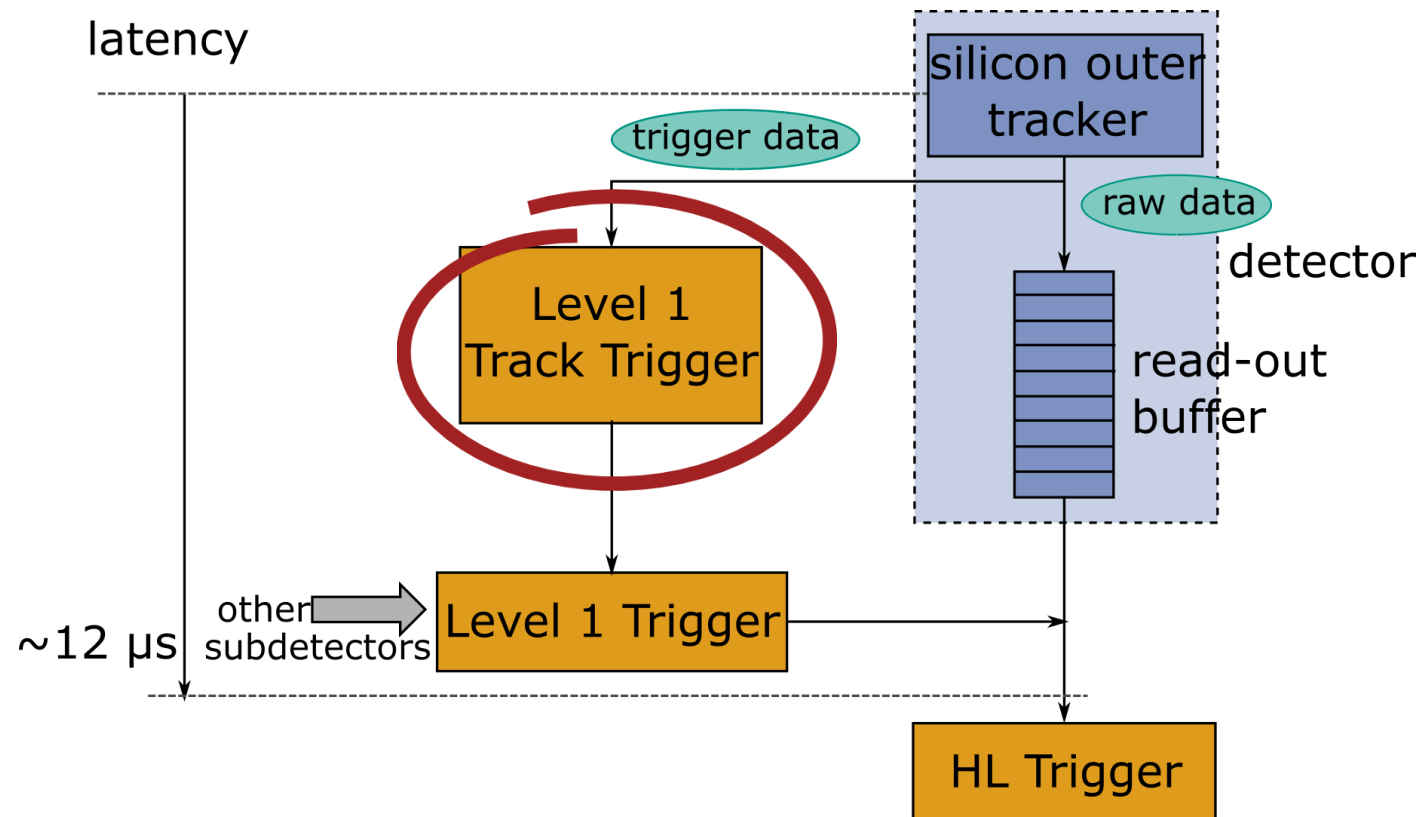 latency
silicon outer
tracker
trigger data
raw data
detector
Level 1
Track Trigger
read-out
buffer
other
subdetectors
Level 1 Trigger
~12 µs
HL Trigger